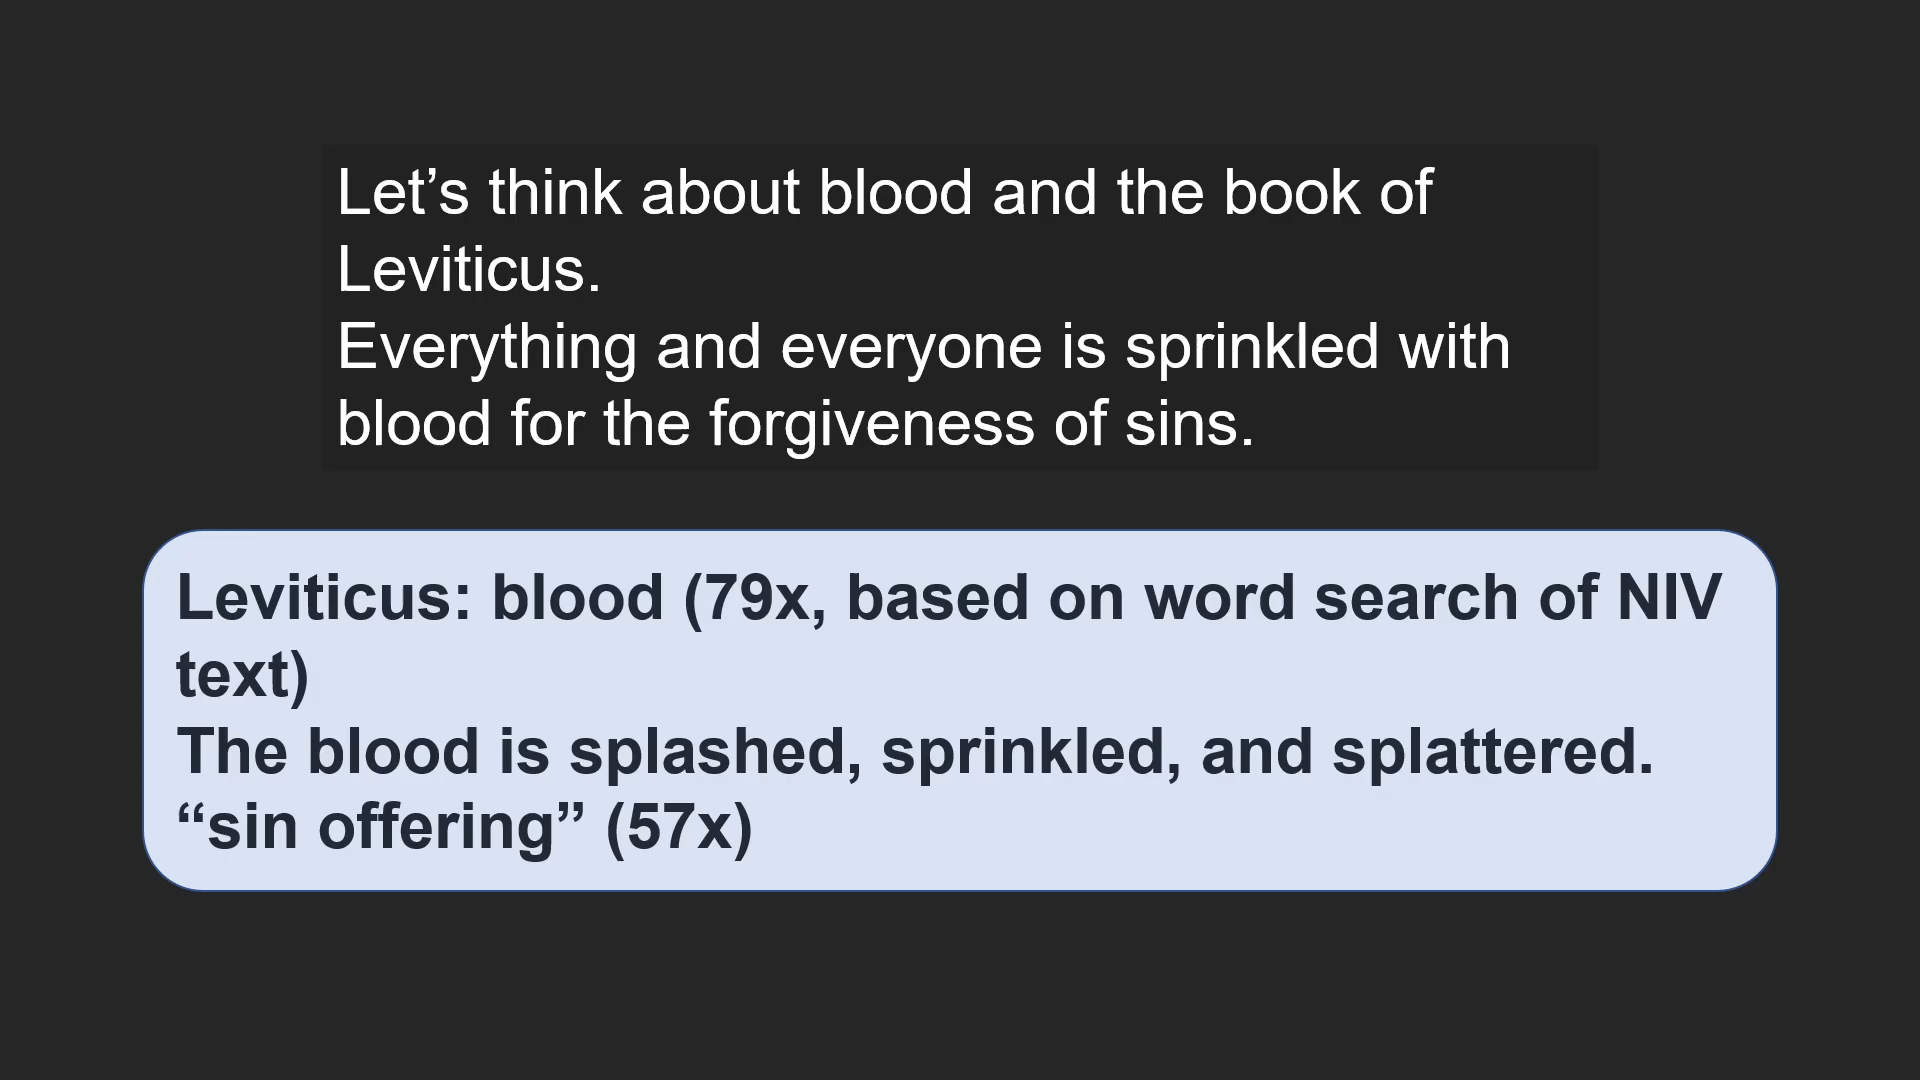 Let’s think about blood and the book of
Leviticus.
Everything and everyone is sprinkled with
blood for the forgiveness of sins.
Leviticus: blood (79x, based on word search of NIV
text)
The blood is splashed, sprinkled, and splattered.
“sin offering” (57x)